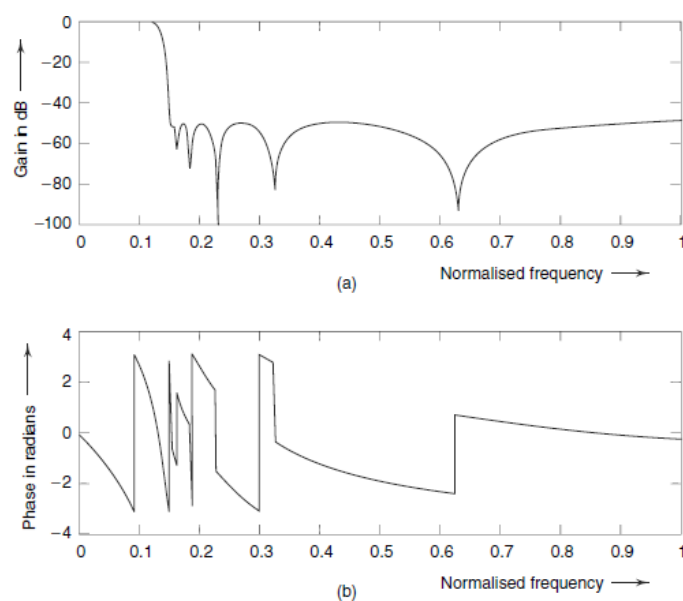 0
−20
−40
−60
−80
−100
Gain in dB
0 0.1 0.2 0.3 0.4 0.5 0.6 0.7 0.8 0.9 1
Normalised frequency
(a)
4
2
0
−2
−4
Phase in radians
0 0.1 0.2 0.3 0.4 0.5 0.6 0.7 0.8 0.9 1
Normalised frequency
(b)